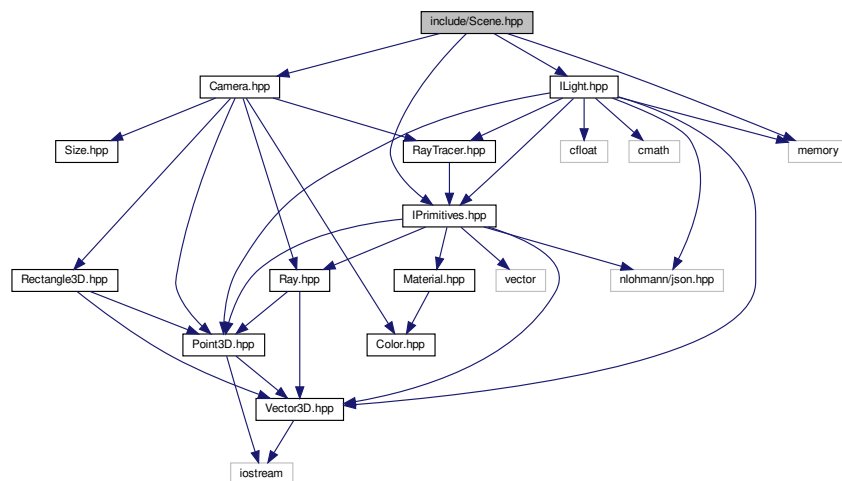 include/Scene.hpp
Camera.hpp
ILight.hpp
Size.hpp
RayTracer.hpp
cfloat
cmath
memory
IPrimitives.hpp
Rectangle3D.hpp
Ray.hpp
Material.hpp
vector
nlohmann/json.hpp
Point3D.hpp
Color.hpp
Vector3D.hpp
iostream